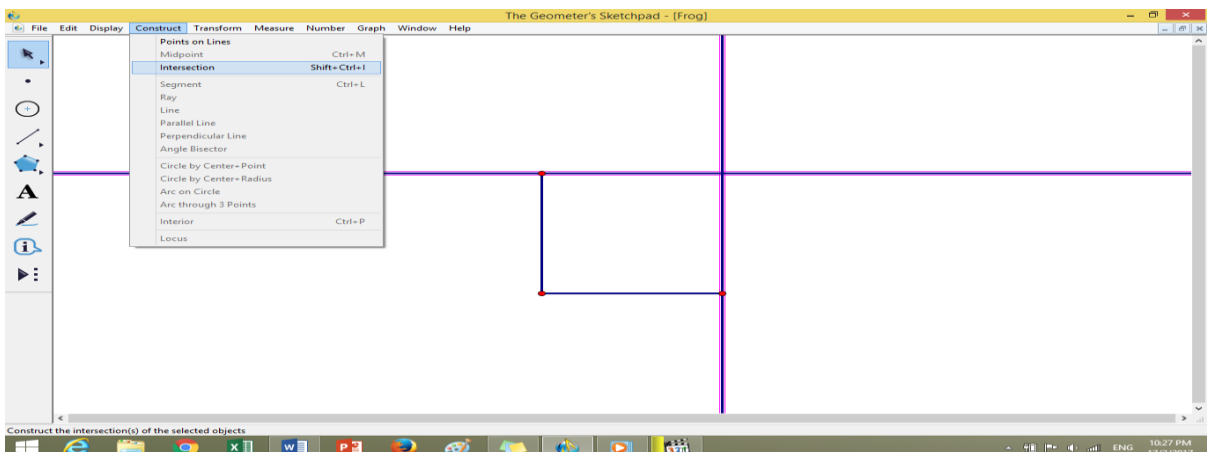 The Geometer's Sketchpad - [Frog]
File Edit Display Construct Transform Measure Number Graph Window Help
Points on Lines
Midpoint Ctrl+M
Intersection Shift+Ctrl+I
Segment Ctrl+L
Ray
Line
Parallel Line
Perpendicular Line
Angle Bisector
Circle by Center+Point
Circle by Center+Radius
Arc on Circle
Arc through 3 Points
Interior Ctrl+P
Locus
A
Construct the intersection(s) of the selected objects
ENG 10:27 PM